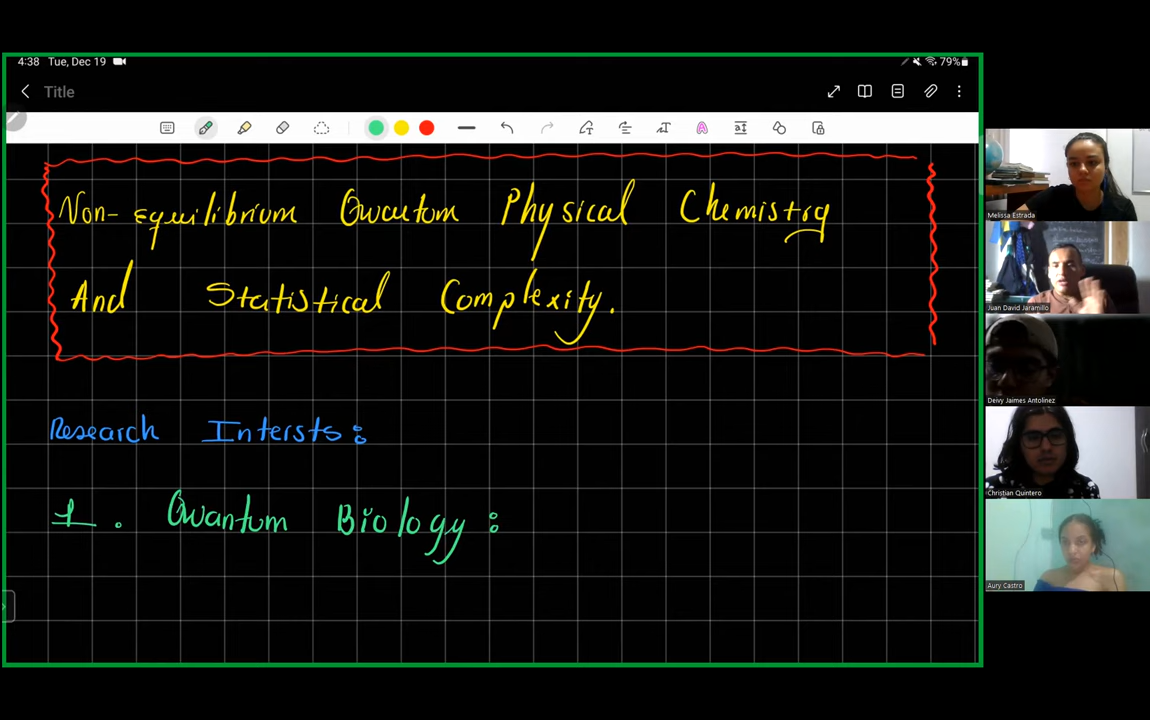 4:38 Tue, Dec 19
79%
Title
Non-equilibrium Quantum Physical Chemistry
And Statistical Complexity.
Research Intersts:
1. Quantum Biology:
Melissa Estrada
Juan David Jaramillo
Deivy Jaimes Antolinez
Christian Quintero
Aury Castro